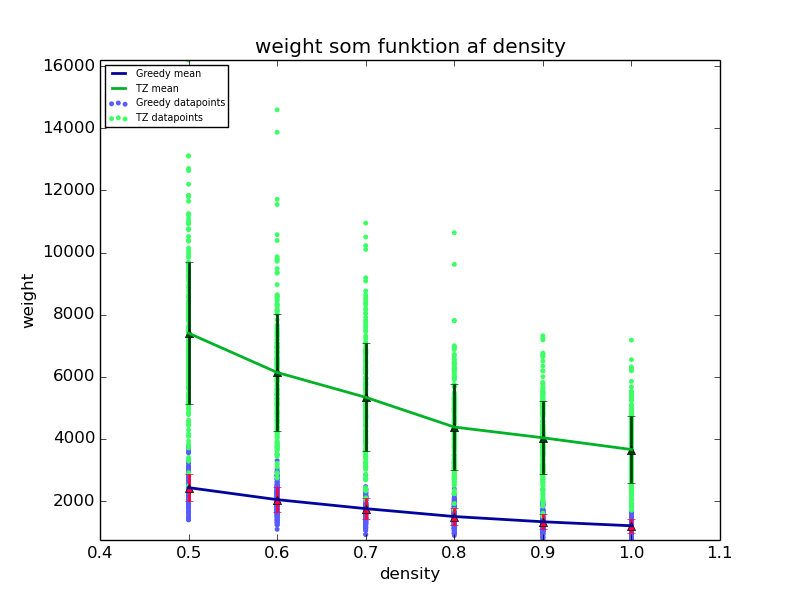 weight som funktion af density
16000
14000
12000
10000
8000
6000
4000
2000
weight
Greedy mean
TZ mean
Greedy datapoints
TZ datapoints
0.4 0.5 0.6 0.7 0.8 0.9 1.0 1.1
density